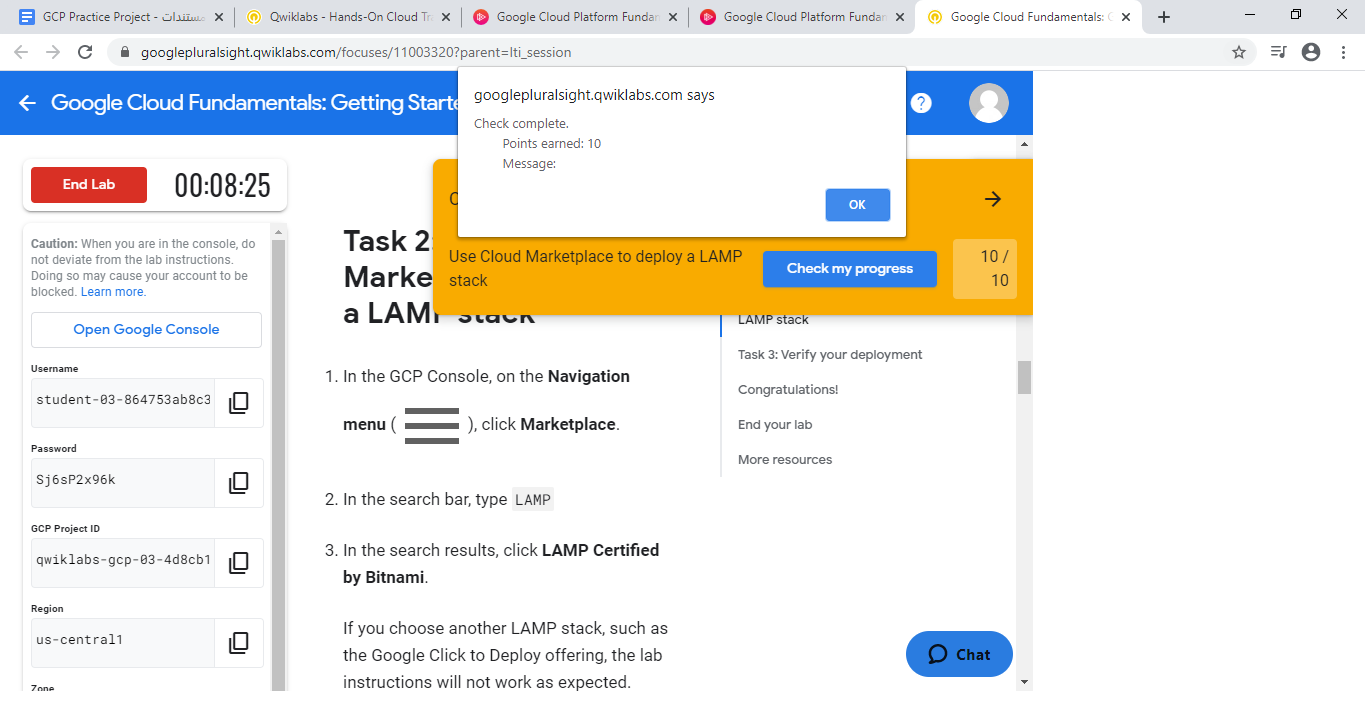 GCP Practice Project - مستندات
Qwiklabs - Hands-On Cloud Tra
Google Cloud Platform Fundam
Google Cloud Platform Fundam
Google Cloud Fundamentals: G
googlepluralsight.qwiklabs.com/focuses/11003320?parent=lti_session
Google Cloud Fundamentals: Getting Starte
?
googlepluralsight.qwiklabs.com says
Check complete.
Points earned: 10
Message:
OK
End Lab
00:08:25
Caution: When you are in the console, do
not deviate from the lab instructions.
Doing so may cause your account to be
blocked. Learn more.
Open Google Console
Username
student-03-864753ab8c3
Password
Sj6sP2x96k
GCP Project ID
qwiklabs-gcp-03-4d8cb1
Region
us-central1
Zone
Use Cloud Marketplace to deploy a LAMP
stack
Check my progress
10 /
10
Task 2:
Marke
a LAMP stack
1. In the GCP Console, on the Navigation
menu ( ), click Marketplace.
2. In the search bar, type LAMP
3. In the search results, click LAMP Certified
by Bitnami.
If you choose another LAMP stack, such as
the Google Click to Deploy offering, the lab
instructions will not work as expected.
LAMP stack
Task 3: Verify your deployment
Congratulations!
End your lab
More resources
Chat